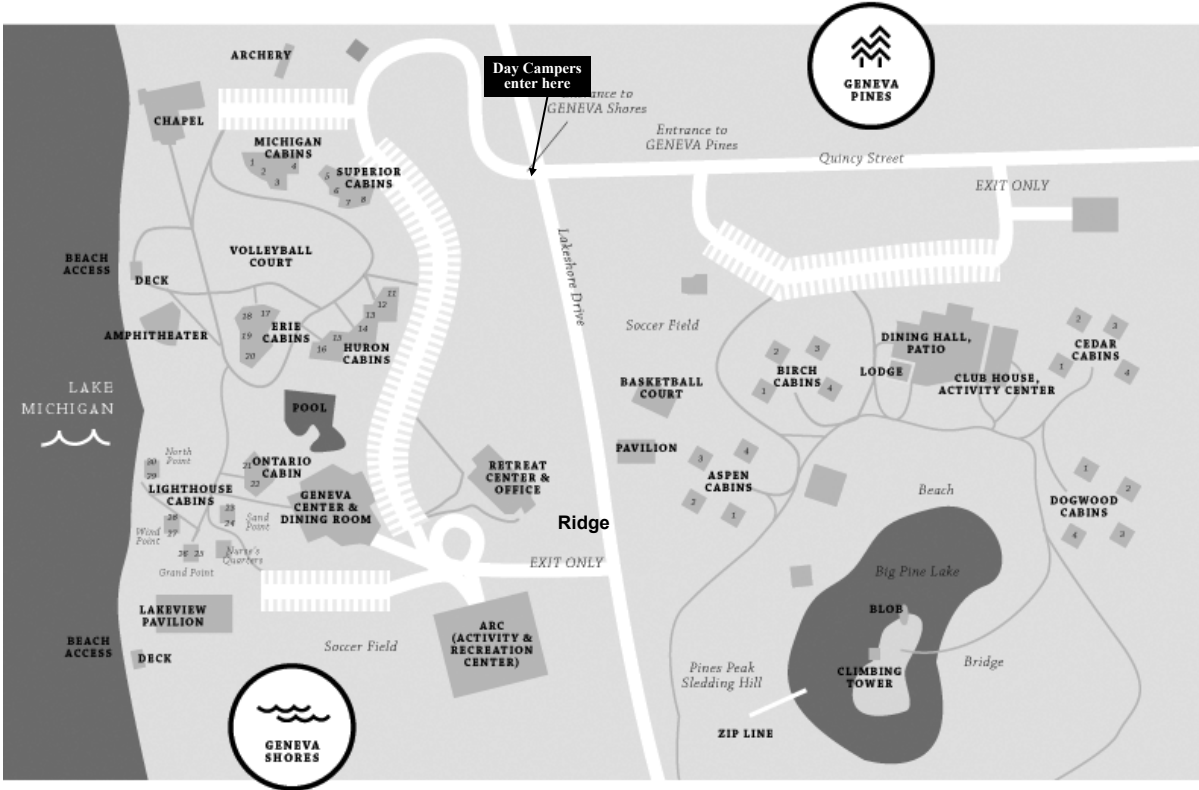 ARCHERY
Day Campers
enter here
Entrance to
GENEVA Shores
GENEVA
PINES
CHAPEL
MICHIGAN
CABINS
1
2
3
4
SUPERIOR
CABINS
5
6
7
8
Entrance to
GENEVA Pines
Quincy Street
EXIT ONLY
BEACH
ACCESS
DECK
VOLLEYBALL
COURT
Lakeshore Drive
AMPHITHEATER
18
17
19
20
ERIE
CABINS
11
12
13
14
15
16
HURON
CABINS
Soccer Field
BASKETBALL
COURT
PAVILION
BIRCH
CABINS
2
3
1
4
LODGE
DINING HALL,
PATIO
CLUB HOUSE,
ACTIVITY CENTER
CEDAR
CABINS
2
3
1
4
LAKE
MICHIGAN
POOL
North
Point
30
29
LIGHTHOUSE
CABINS
21
22
ONTARIO
CABIN
GENEVA
CENTER &
DINING ROOM
RETREAT
CENTER &
OFFICE
ASPEN
CABINS
3
4
2
1
Beach
DOGWOOD
CABINS
1
2
4
3
23
24
Sand
Point
Wind
Point
28
27
26
25
Nurse's
Quarters
Grand Point
Ridge
EXIT ONLY
Big Pine Lake
BLOB
CLIMBING
TOWER
Bridge
LAKEVIEW
PAVILION
BEACH
ACCESS
DECK
Soccer Field
ARC
(ACTIVITY &
RECREATION
CENTER)
Pines Peak
Sledding Hill
ZIP LINE
GENEVA
SHORES